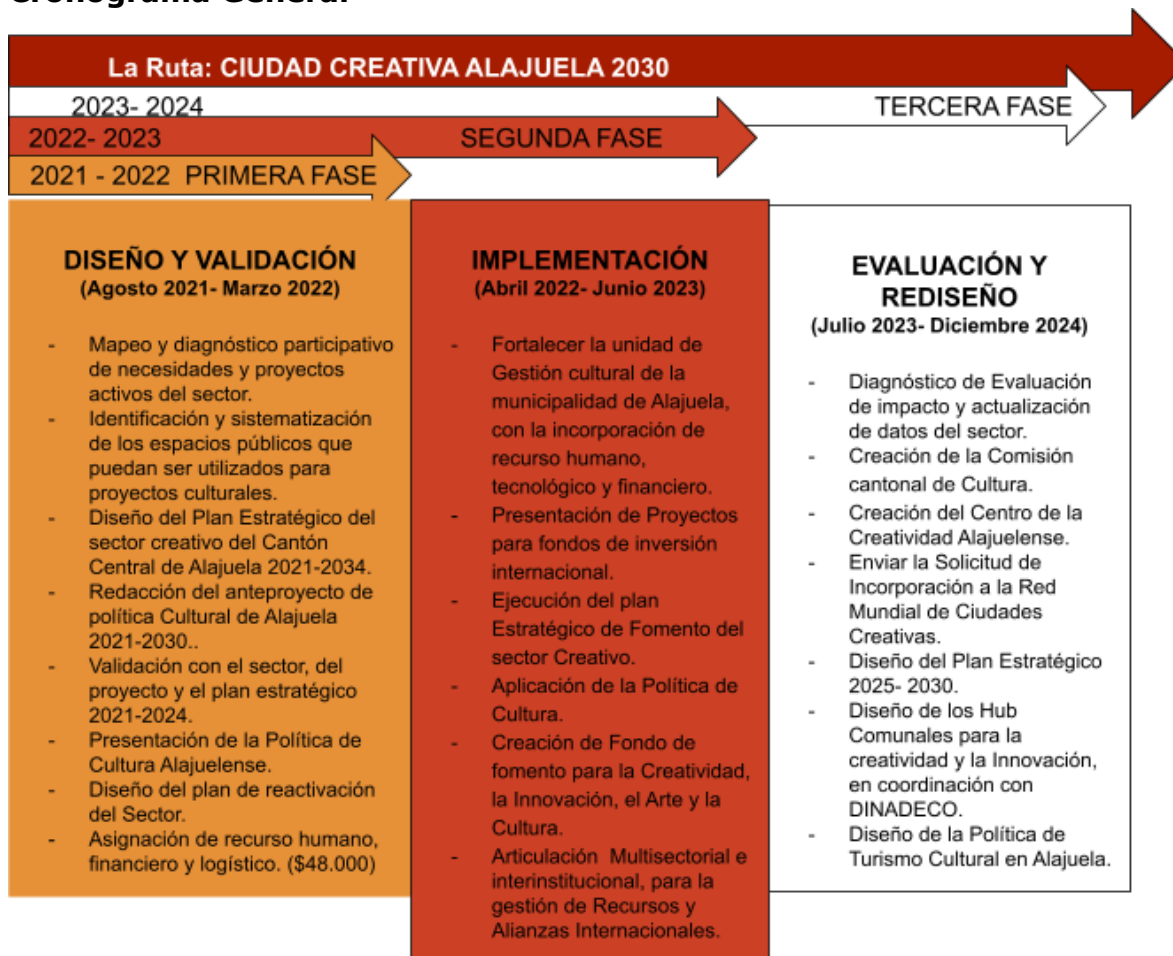 Cronograma General
La Ruta: CIUDAD CREATIVA ALAJUELA 2030
2023- 2024
TERCERA FASE
2022- 2023
SEGUNDA FASE
2021 - 2022 PRIMERA FASE
DISEÑO Y VALIDACIÓN
(Agosto 2021- Marzo 2022)
- Mapeo y diagnóstico participativo
de necesidades y proyectos
activos del sector.
- Identificación y sistematización
de los espacios públicos que
puedan ser utilizados para
proyectos culturales.
- Diseño del Plan Estratégico del
sector creativo del Cantón
Central de Alajuela 2021-2034.
- Redacción del anteproyecto de
política Cultural de Alajuela
2021-2030..
- Validación con el sector, del
proyecto y el plan estratégico
2021-2024.
- Presentación de la Política de
Cultura Alajuelense.
- Diseño del plan de reactivación
del Sector.
- Asignación de recurso humano,
financiero y logístico. ($48.000)
IMPLEMENTACIÓN
(Abril 2022- Junio 2023)
- Fortalecer la unidad de
Gestión cultural de la
municipalidad de Alajuela,
con la incorporación de
recurso humano,
tecnológico y financiero.
- Presentación de Proyectos
para fondos de inversión
internacional.
- Ejecución del plan
Estratégico de Fomento del
sector Creativo.
- Aplicación de la Política de
Cultura.
- Creación de Fondo de
fomento para la Creatividad,
la Innovación, el Arte y la
Cultura.
- Articulación Multisectorial e
interinstitucional, para la
gestión de Recursos y
Alianzas Internacionales.
EVALUACIÓN Y
REDISEÑO
(Julio 2023- Diciembre 2024)
- Diagnóstico de Evaluación
de impacto y actualización
de datos del sector.
- Creación de la Comisión
cantonal de Cultura.
- Creación del Centro de la
Creatividad Alajuelense.
- Enviar la Solicitud de
Incorporación a la Red
Mundial de Ciudades
Creativas.
- Diseño del Plan Estratégico
2025- 2030.
- Diseño de los Hub
Comunales para la
creatividad y la Innovación,
en coordinación con
DINADECO.
- Diseño de la Política de
Turismo Cultural en Alajuela.